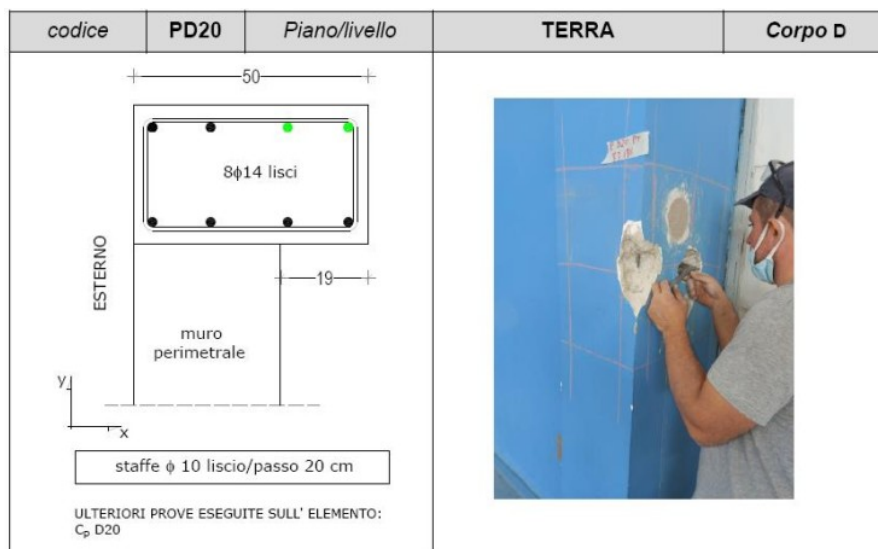 codice PD20 Piano/livello TERRA Corpo D
50
8ϕ14 lisci
ESTERNO
19
muro
perimetrale
y
x
staffe ϕ 10 liscio/passo 20 cm
ULTERIORI PROVE ESEGUITE SULL' ELEMENTO:
Cp D20